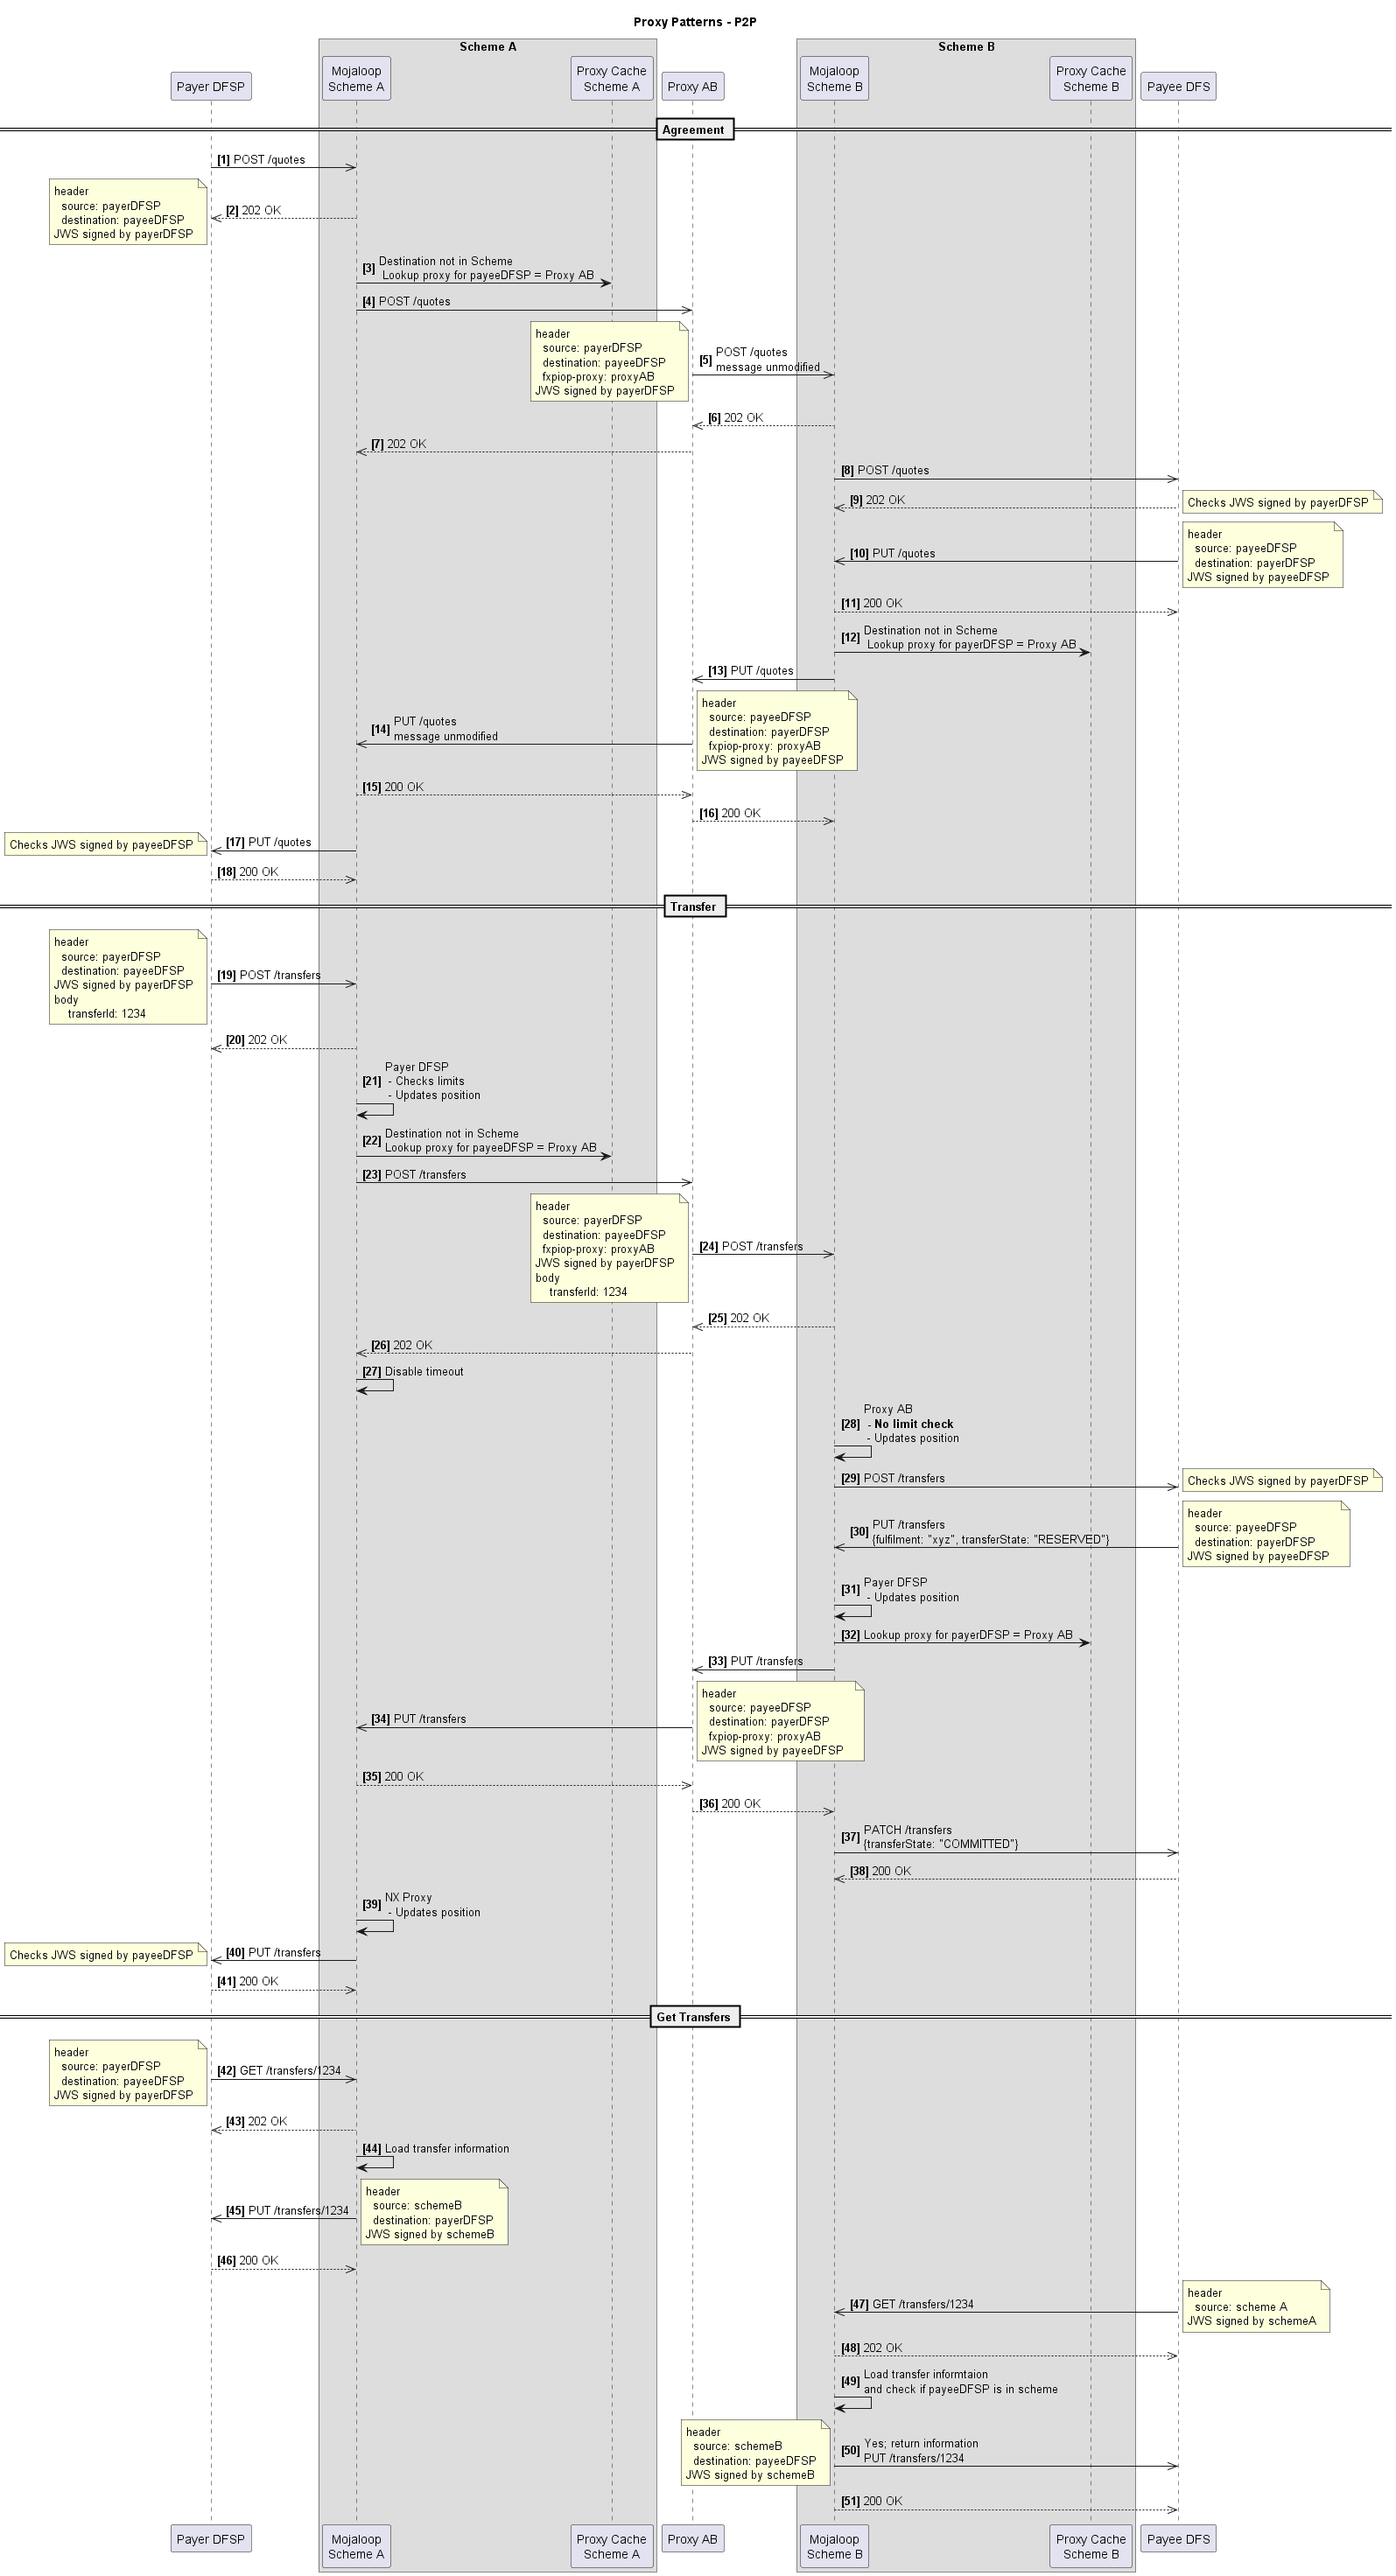 Proxy Patterns - P2P
Scheme A
Scheme B
Payer DFSP
Mojaloop
Scheme A
Proxy Cache
Scheme A
Proxy AB
Mojaloop
Scheme B
Proxy Cache
Scheme B
Payee DFS
Agreement
[1] POST /quotes
header
source: payerDFSP
destination: payeeDFSP
JWS signed by payerDFSP
[2] 202 OK
[3] Destination not in Scheme
Lookup proxy for payeeDFSP = Proxy AB
[4] POST /quotes
header
source: payerDFSP
destination: payeeDFSP
fxpiop-proxy: proxyAB
JWS signed by payerDFSP
[5] POST /quotes
message unmodified
[6] 202 OK
[7] 202 OK
[8] POST /quotes
[9] 202 OK
Checks JWS signed by payerDFSP
[10] PUT /quotes
header
source: payeeDFSP
destination: payerDFSP
JWS signed by payeeDFSP
[11] 200 OK
[12] Destination not in Scheme
Lookup proxy for payerDFSP = Proxy AB
[13] PUT /quotes
[14] PUT /quotes
message unmodified
header
source: payeeDFSP
destination: payerDFSP
fxpiop-proxy: proxyAB
JWS signed by payeeDFSP
[15] 200 OK
[16] 200 OK
Checks JWS signed by payeeDFSP
[17] PUT /quotes
[18] 200 OK
Transfer
header
source: payerDFSP
destination: payeeDFSP
JWS signed by payerDFSP
body
transferId: 1234
[19] POST /transfers
[20] 202 OK
[21] Payer DFSP
- Checks limits
- Updates position
[22] Destination not in Scheme
Lookup proxy for payeeDFSP = Proxy AB
[23] POST /transfers
header
source: payerDFSP
destination: payeeDFSP
fxpiop-proxy: proxyAB
JWS signed by payerDFSP
body
transferId: 1234
[24] POST /transfers
[25] 202 OK
[26] 202 OK
[27] Disable timeout
[28] Proxy AB
- No limit check
- Updates position
[29] POST /transfers
Checks JWS signed by payerDFSP
[30] PUT /transfers
{fulfilment: "xyz", transferState: "RESERVED"}
header
source: payeeDFSP
destination: payerDFSP
JWS signed by payeeDFSP
[31] Payer DFSP
- Updates position
[32] Lookup proxy for payerDFSP = Proxy AB
[33] PUT /transfers
[34] PUT /transfers
header
source: payeeDFSP
destination: payerDFSP
fxpiop-proxy: proxyAB
JWS signed by payeeDFSP
[35] 200 OK
[36] 200 OK
[37] PATCH /transfers
{transferState: "COMMITTED"}
[38] 200 OK
[39] NX Proxy
- Updates position
Checks JWS signed by payeeDFSP
[40] PUT /transfers
[41] 200 OK
Get Transfers
header
source: payerDFSP
destination: payeeDFSP
JWS signed by payerDFSP
[42] GET /transfers/1234
[43] 202 OK
[44] Load transfer information
[45] PUT /transfers/1234
header
source: schemeB
destination: payerDFSP
JWS signed by schemeB
[46] 200 OK
[47] GET /transfers/1234
header
source: scheme A
JWS signed by schemeA
[48] 202 OK
[49] Load transfer informtaion
and check if payeeDFSP is in scheme
header
source: schemeB
destination: payeeDFSP
JWS signed by schemeB
[50] Yes; return information
PUT /transfers/1234
[51] 200 OK
Payer DFSP
Mojaloop
Scheme A
Proxy Cache
Scheme A
Proxy AB
Mojaloop
Scheme B
Proxy Cache
Scheme B
Payee DFS